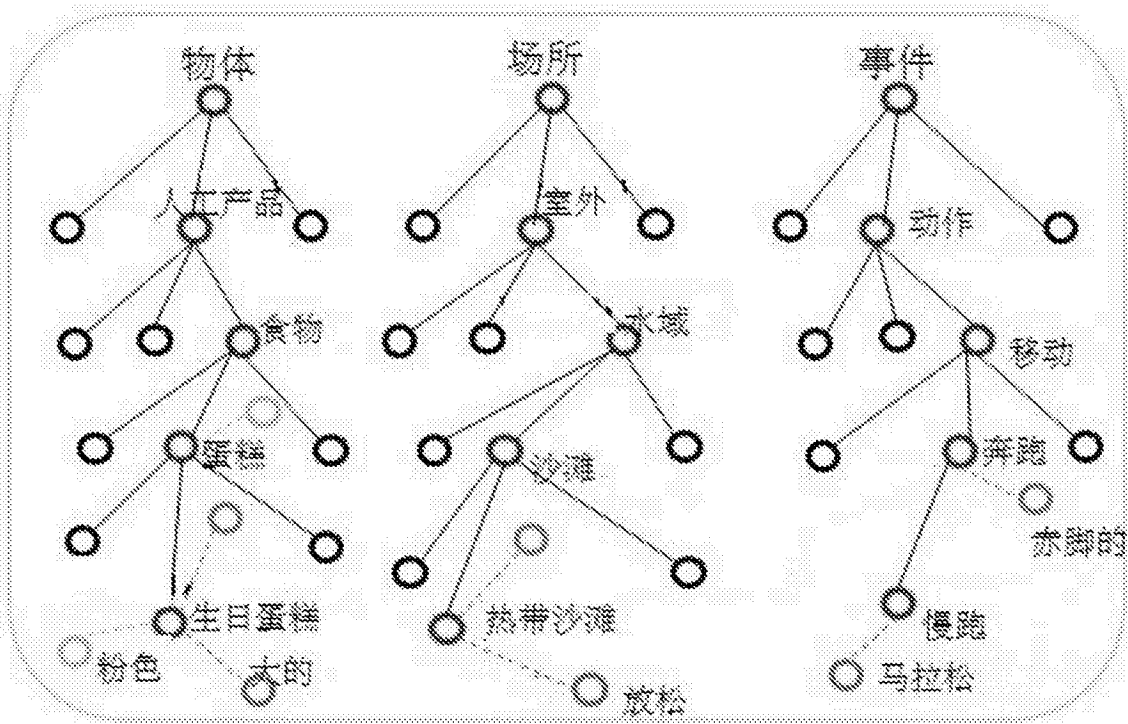 物体
场所
事件
人工产品
室外
动作
食物
水域
移动
蛋糕
沙滩
奔跑
赤脚的
生日蛋糕
热带沙滩
慢跑
粉色
大的
放松
马拉松